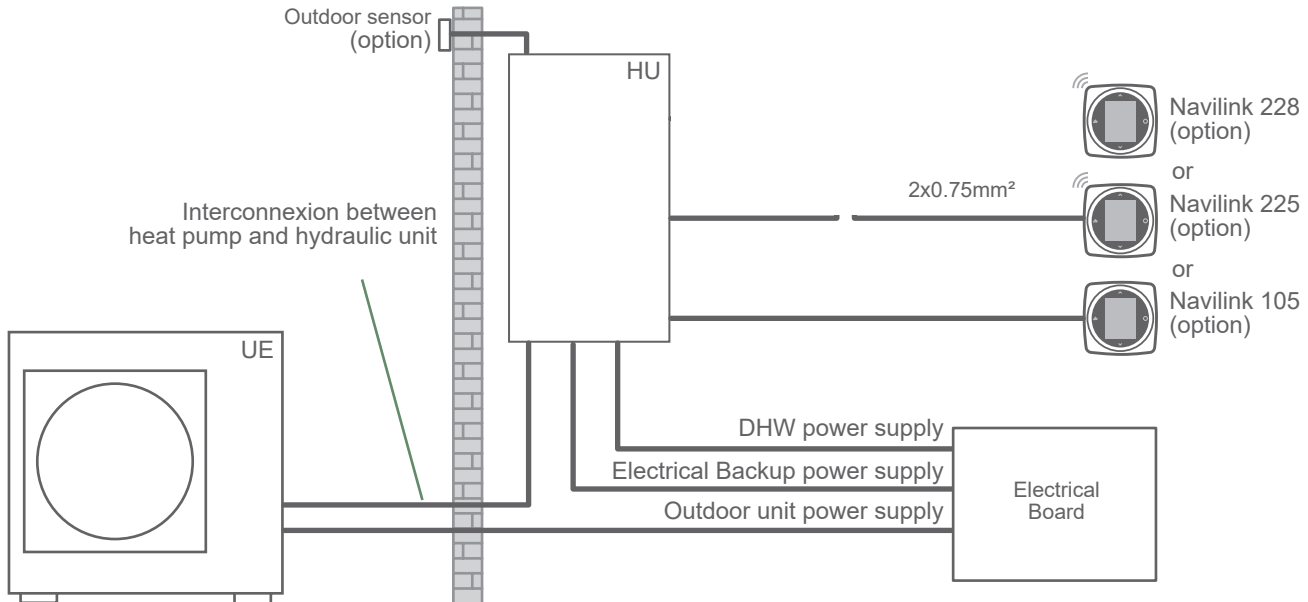 Outdoor sensor
(option)
HU
Navilink 228
(option)
or
2x0.75mm²
Navilink 225
(option)
or
Navilink 105
(option)
Interconnexion between
heat pump and hydraulic unit
UE
DHW power supply
Electrical Backup power supply
Outdoor unit power supply
Electrical
Board